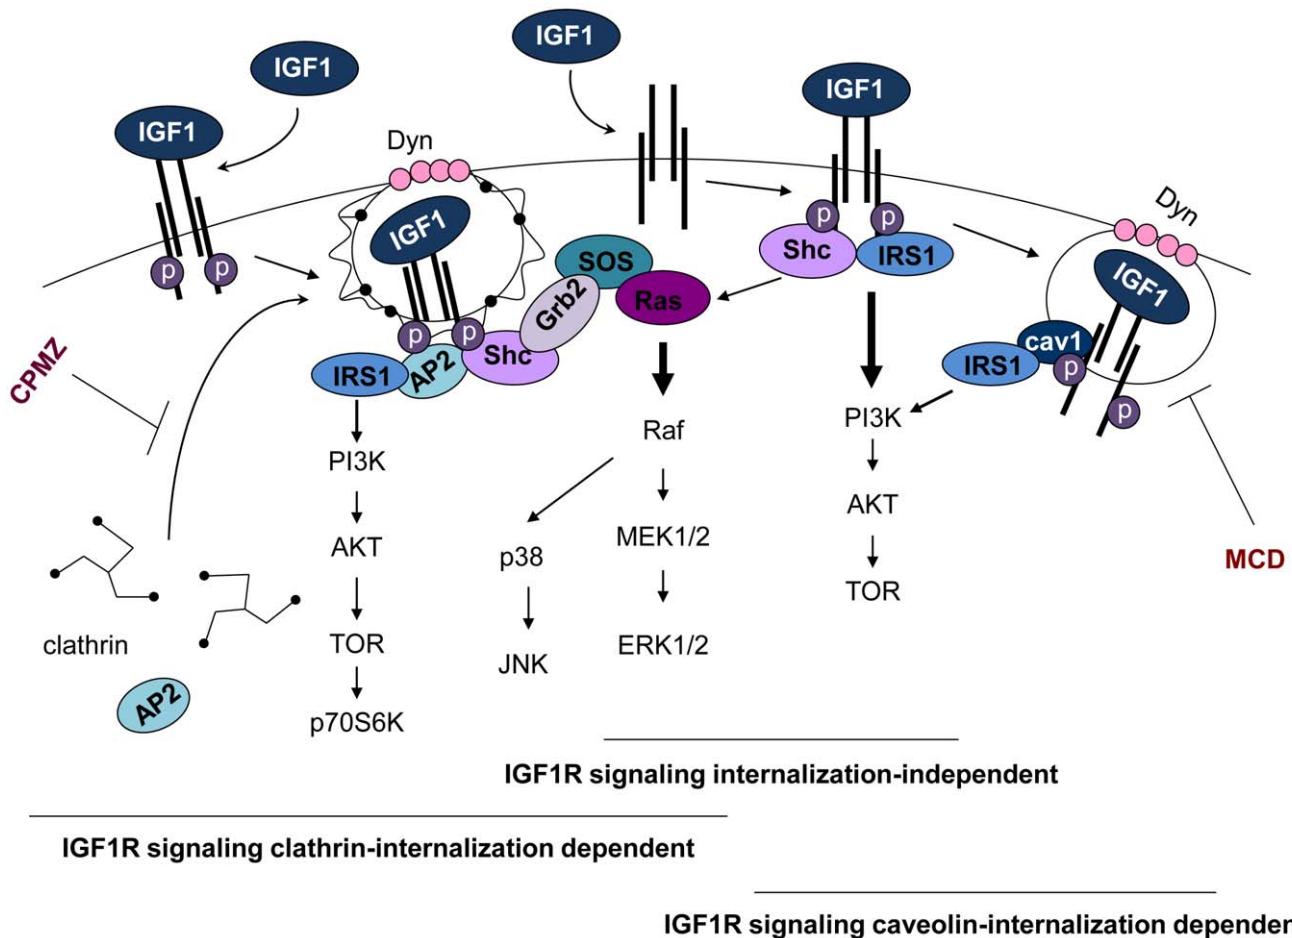 IGF1
IGF1
IGF1
IGF1
Dyn
Dyn
IGF1
IGF1
p
p
p
p
SOS
Shc
IRS1
Ras
Grb2
p
p
cav1
Shc
IRS1
AP2
IRS1
p
p
CPMZ
Raf
PI3K
PI3K
AKT
MEK1/2
AKT
p38
MCD
TOR
clathrin
TOR
ERK1/2
JNK
AP2
p70S6K
IGF1R signaling internalization-independent
IGF1R signaling clathrin-internalization dependent
IGF1R signaling caveolin-internalization dependen